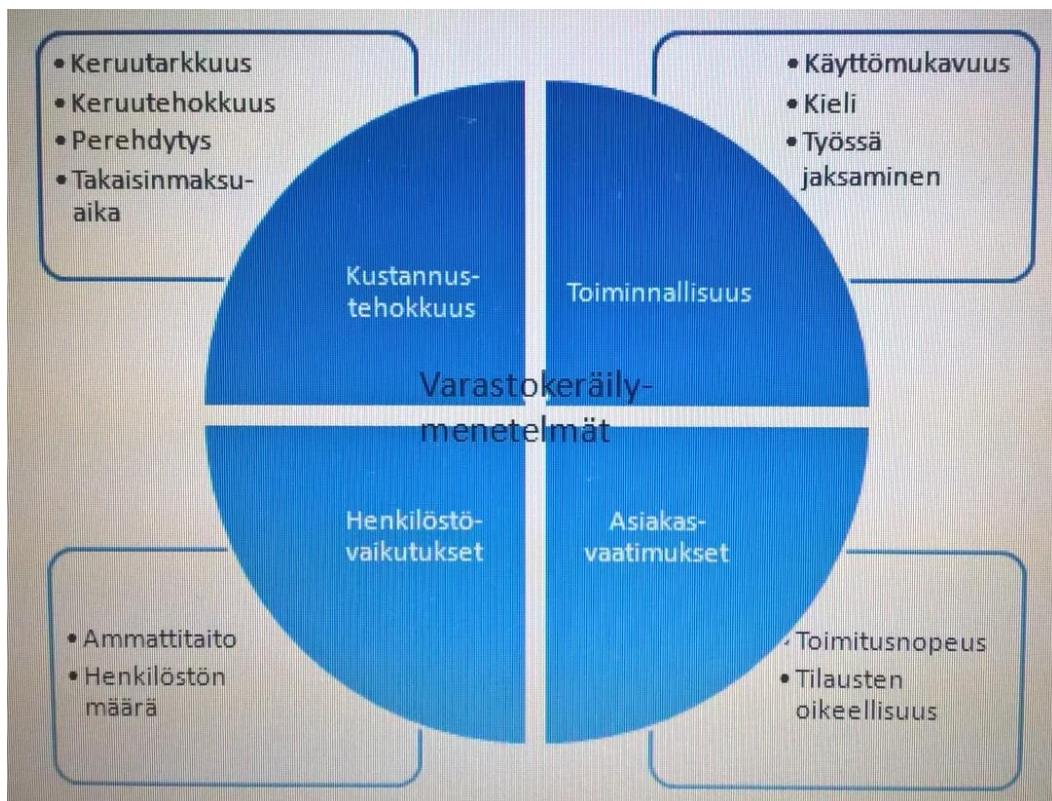 • Keruutarkkuus
• Keruutehokkuus
• Perehdytys
• Takaisinmaksu-
aika
• Käyttömukavuus
• Kieli
• Työssä
jaksaminen
Kustannus-
tehokkuus
Toiminnallisuus
Varastokeräily-
menetelmät
Henkilöstö-
vaikutukset
Asiakas-
vaatimukset
• Ammattitaito
• Henkilöstön
määrä
• Toimitusnopeus
• Tilausten
oikeellisuus